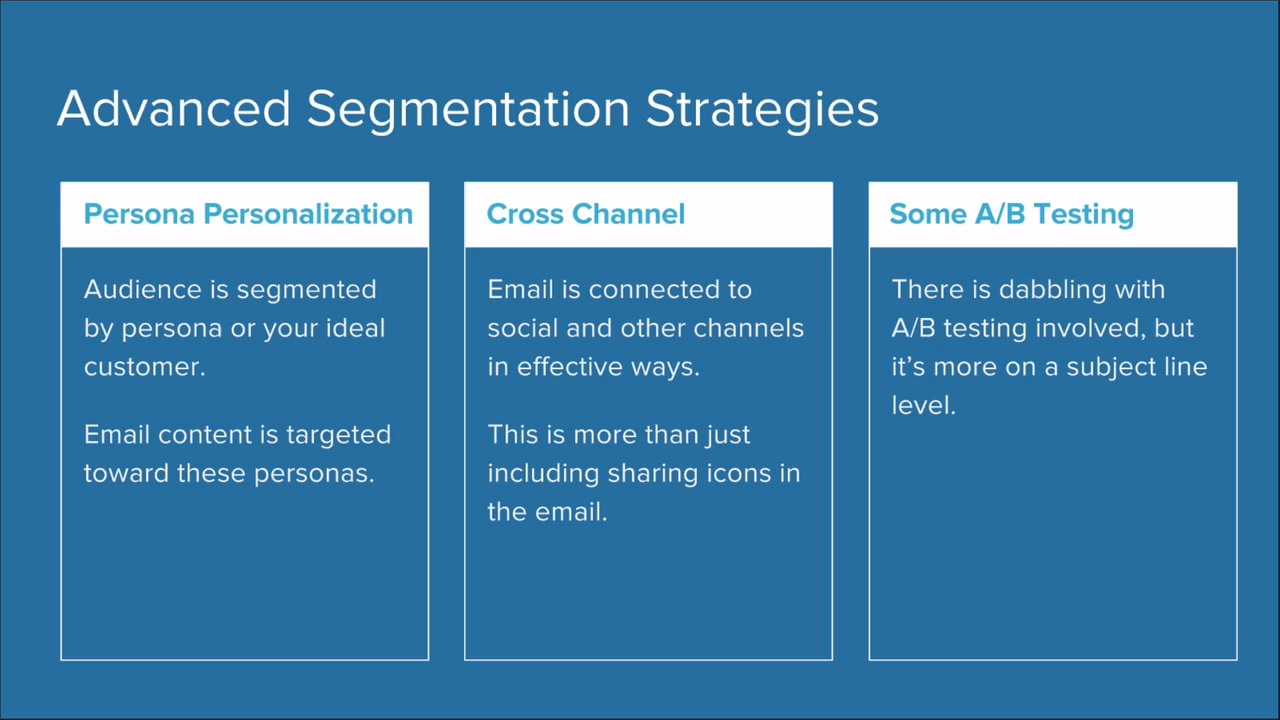 Advanced Segmentation Strategies
Persona Personalization
Audience is segmented
by persona or your ideal
customer.
Email content is targeted
toward these personas.
Cross Channel
Email is connected to
social and other channels
in effective ways.
This is more than just
including sharing icons in
the email.
Some A/B Testing
There is dabbling with
A/B testing involved, but
it’s more on a subject line
level.